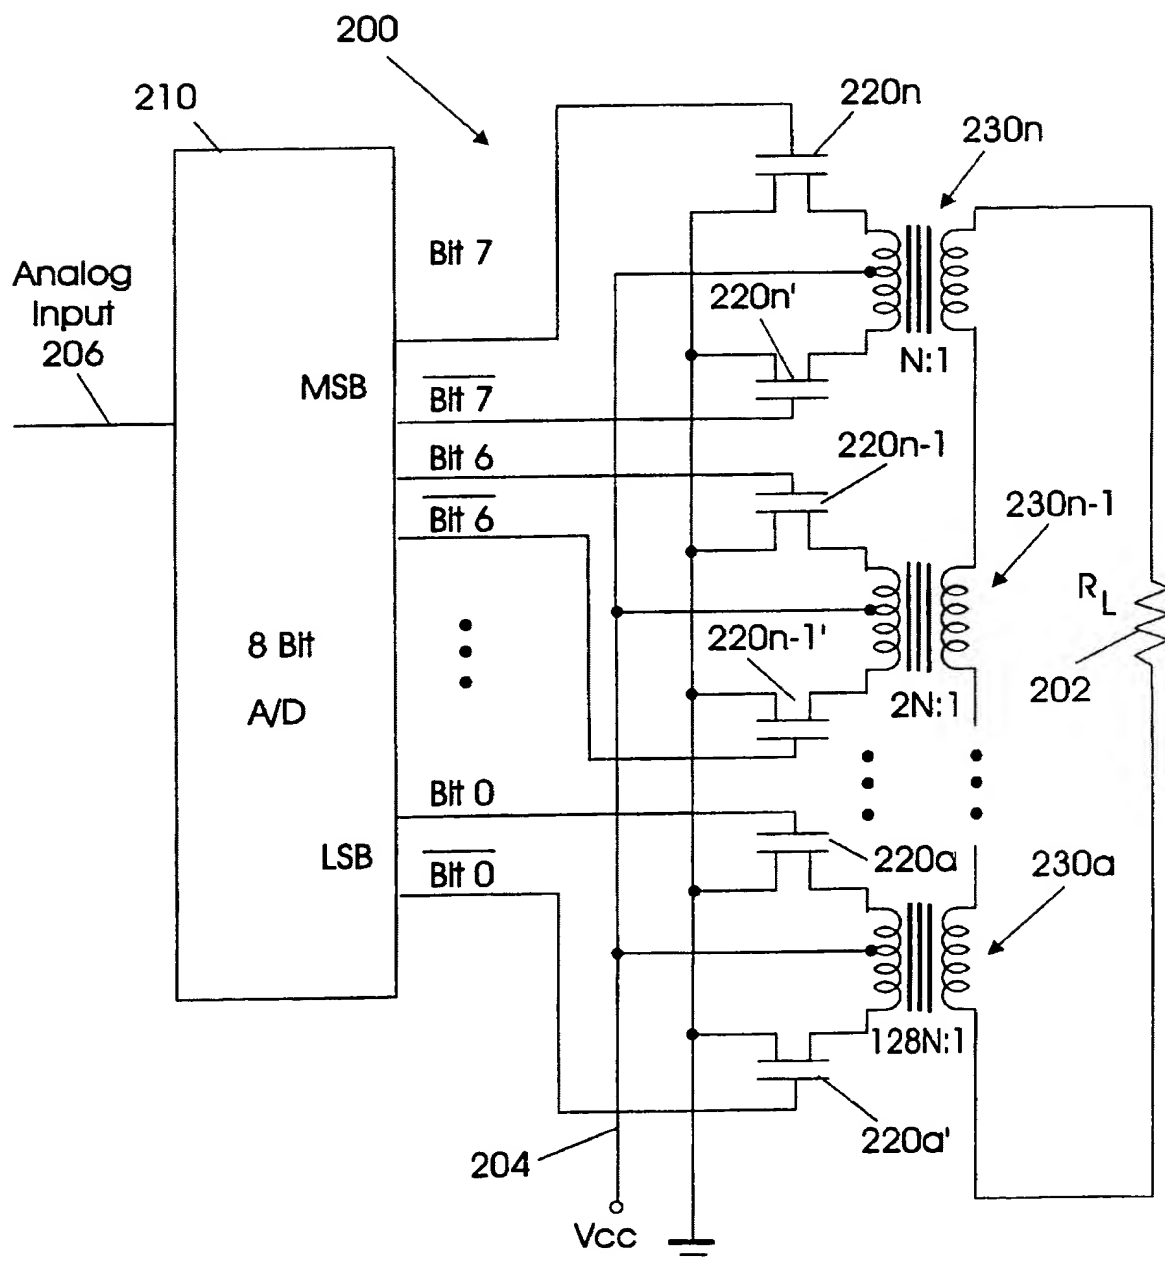 200
210
220n
230n
Bit 7
Analog
Input
206
220n'
N:1
MSB
Bit 7
Bit 6
220n-1
Bit 6
230n-1
R_L
8 Bit
A/D
220n-1'
202
2N:1
Bit 0
LSB
Bit 0
220a
230a
128N:1
220a'
204
Vcc